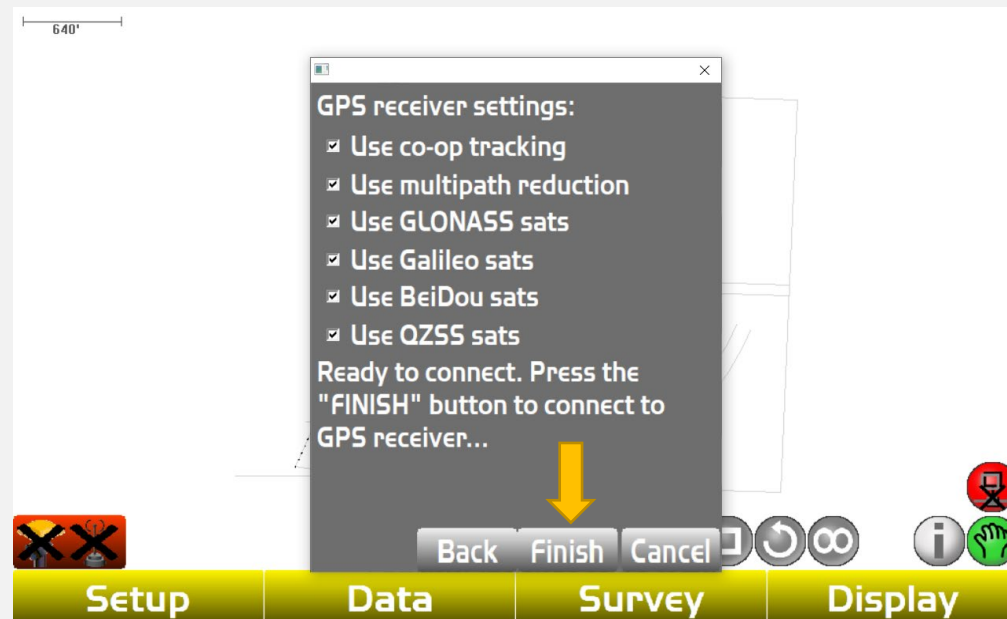 640'
GPS receiver settings:
Use co-op tracking
Use multipath reduction
Use GLONASS sats
Use Galileo sats
Use BeiDou sats
Use QZSS sats
Ready to connect. Press the
"FINISH" button to connect to
GPS receiver...
Back Finish Cancel
Setup Data Survey Display